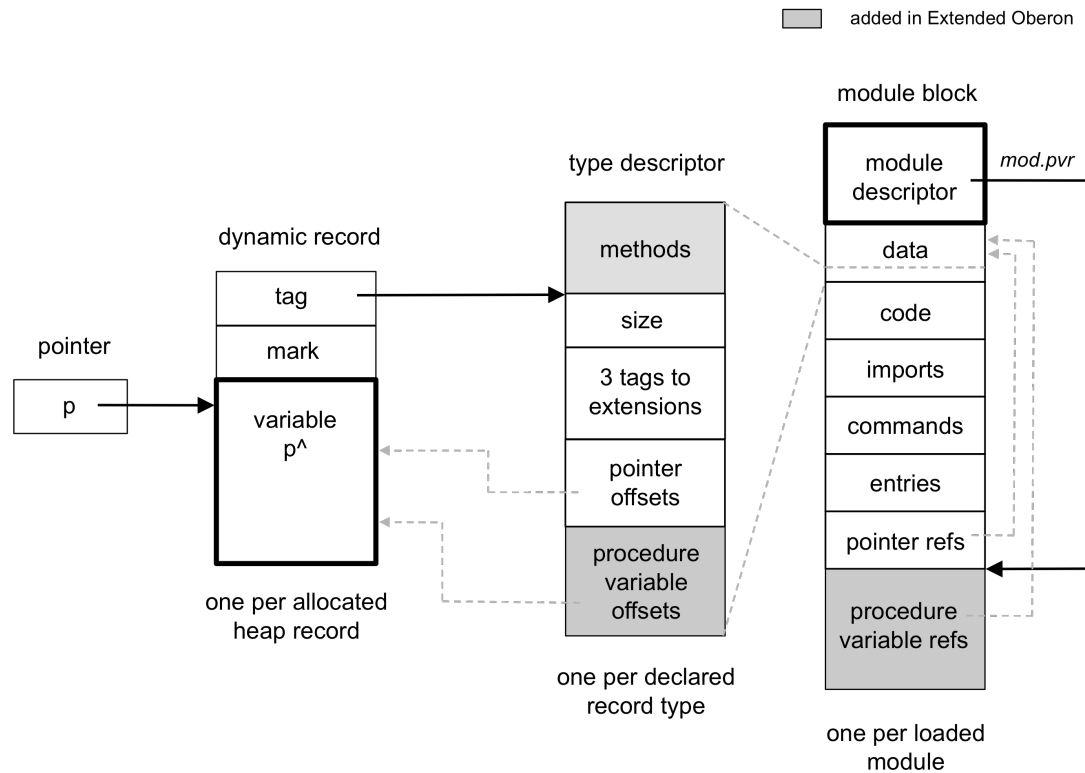 added in Extended Oberon
module block
module
descriptor
mod.pvr
type descriptor
methods
data
dynamic record
tag
size
code
mark
imports
pointer
3 tags to
extensions
p
variable
p^
commands
pointer
offsets
entries
pointer refs
procedure
variable
offsets
procedure
variable refs
one per allocated
heap record
one per declared
record type
one per loaded
module